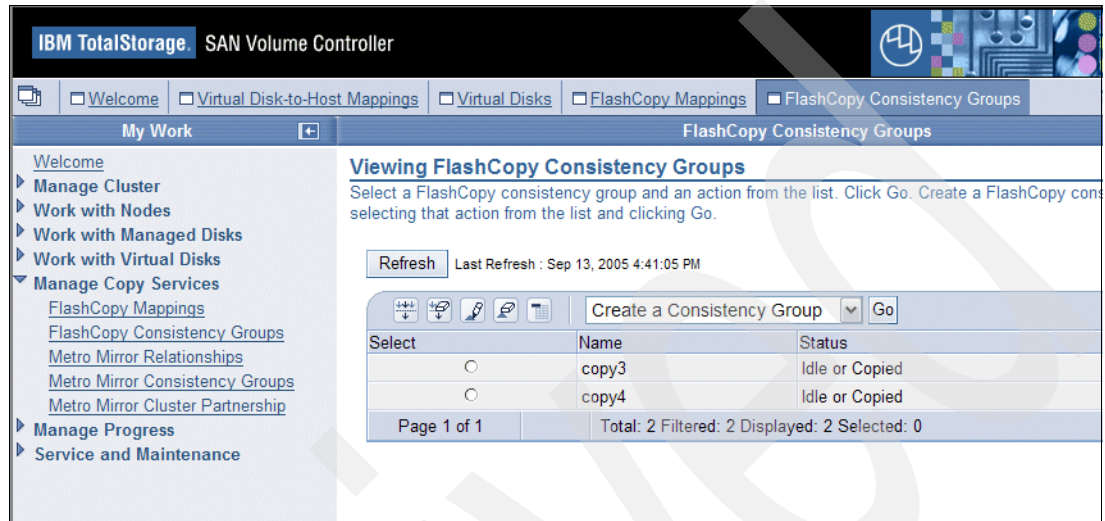 IBM TotalStorage. SAN Volume Controller
Welcome Virtual Disk-to-Host Mappings Virtual Disks FlashCopy Mappings FlashCopy Consistency Groups
My Work
FlashCopy Consistency Groups
Welcome
Manage Cluster
Work with Nodes
Work with Managed Disks
Work with Virtual Disks
Manage Copy Services
FlashCopy Mappings
FlashCopy Consistency Groups
Metro Mirror Relationships
Metro Mirror Consistency Groups
Metro Mirror Cluster Partnership
Manage Progress
Service and Maintenance
Viewing FlashCopy Consistency Groups
Select a FlashCopy consistency group and an action from the list. Click Go. Create a FlashCopy cons
selecting that action from the list and clicking Go.
Refresh Last Refresh : Sep 13, 2005 4:41:05 PM
Create a Consistency Group Go
Select Name Status
copy3 Idle or Copied
copy4 Idle or Copied
Page 1 of 1 Total: 2 Filtered: 2 Displayed: 2 Selected: 0